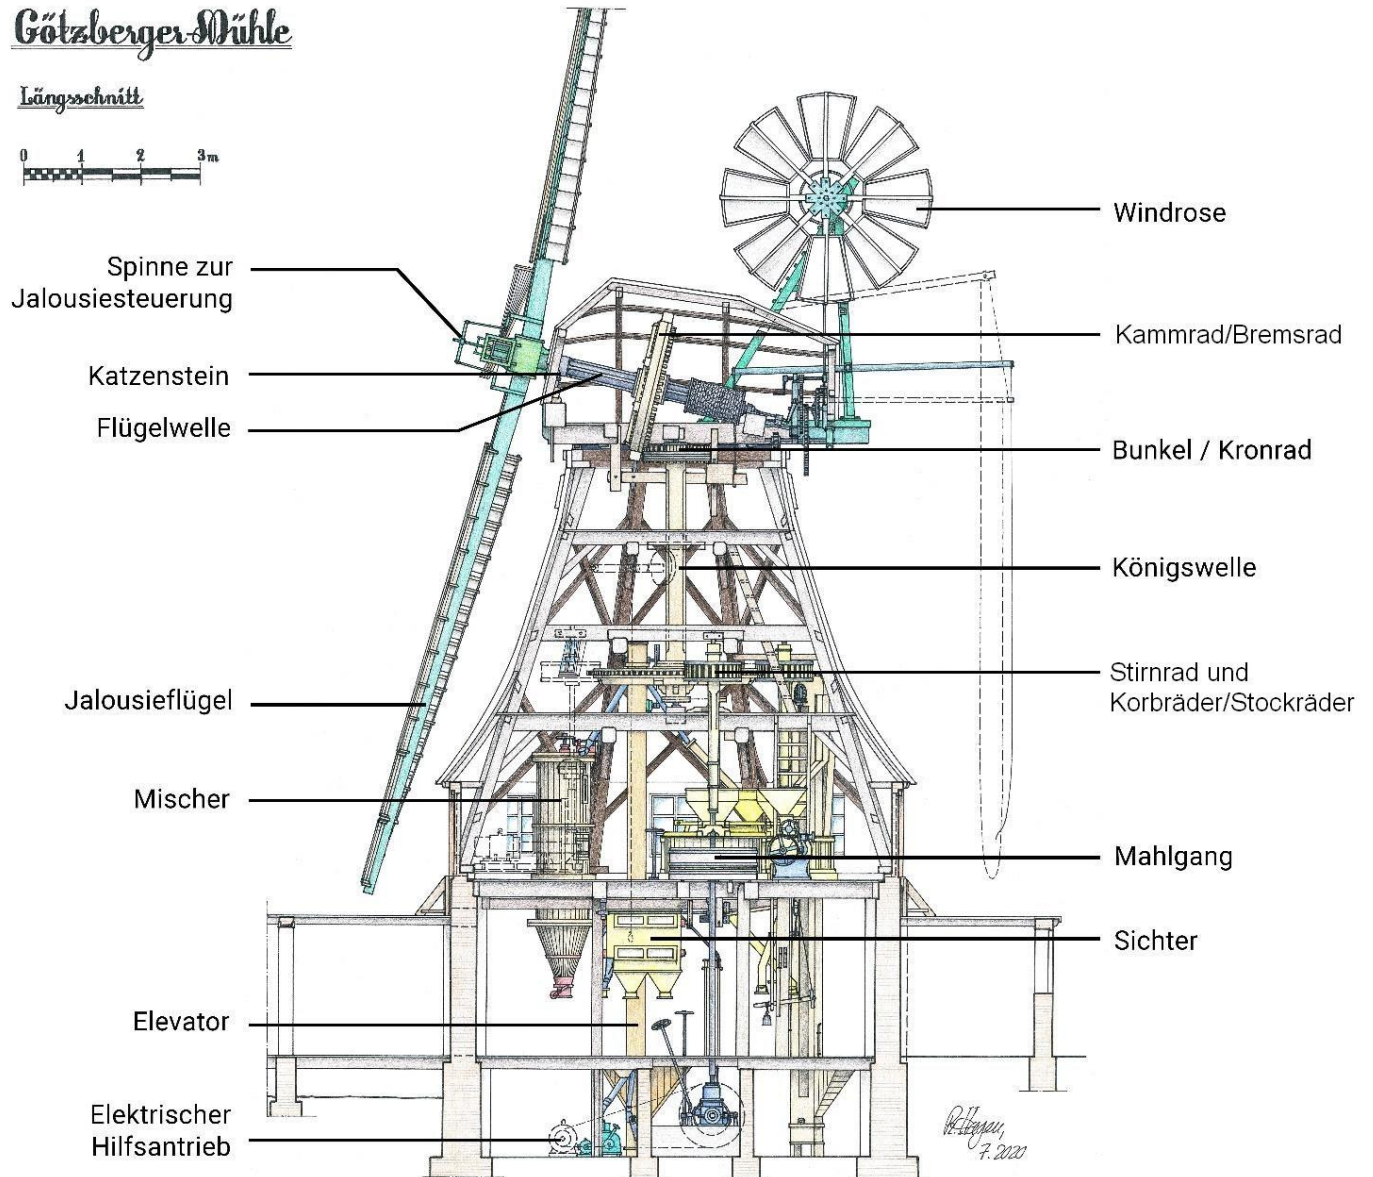 Götzberger-Mühle
Längsschnitt
0 1 2 3 m
Windrose
Spinne zur
Jalousiesteuerung
Kammrad/Bremsrad
Katzenstein
Flügelwelle
Bunkel / Kronrad
Königswelle
Stirnrad und
Korbräder/Stockräder
Jalousieflügel
Mischer
Mahlgang
Sichter
Elevator
Elektrischer
Hilfsantrieb
7.2020